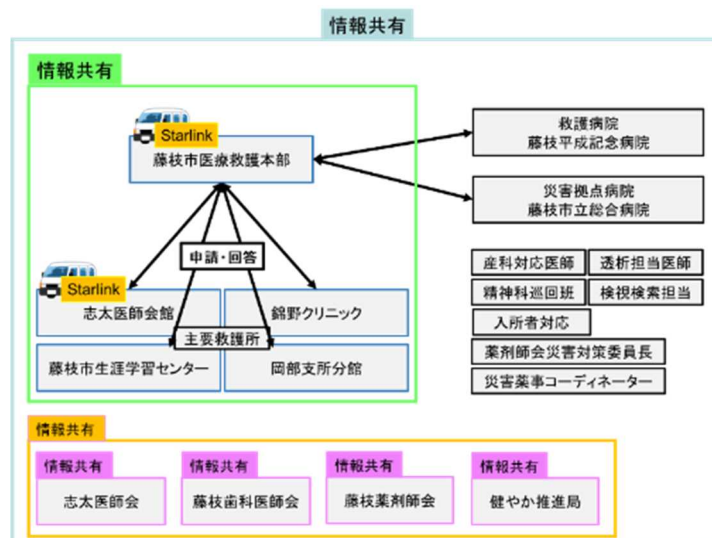 情報共有
情報共有
Starlink
藤枝市医療救護本部
救護病院
藤枝平成記念病院
災害拠点病院
藤枝市立総合病院
申請・回答
Starlink
志太医師会館
錦野クリニック
主要救護所
藤枝市生涯学習センター
岡部支所分館
産科対応医師
透析担当医師
精神科巡回班
検視検索担当
入所者対応
薬剤師会災害対策委員長
災害薬事コーディネーター
情報共有
情報共有
志太医師会
情報共有
藤枝歯科医師会
情報共有
藤枝薬剤師会
情報共有
健やか推進局